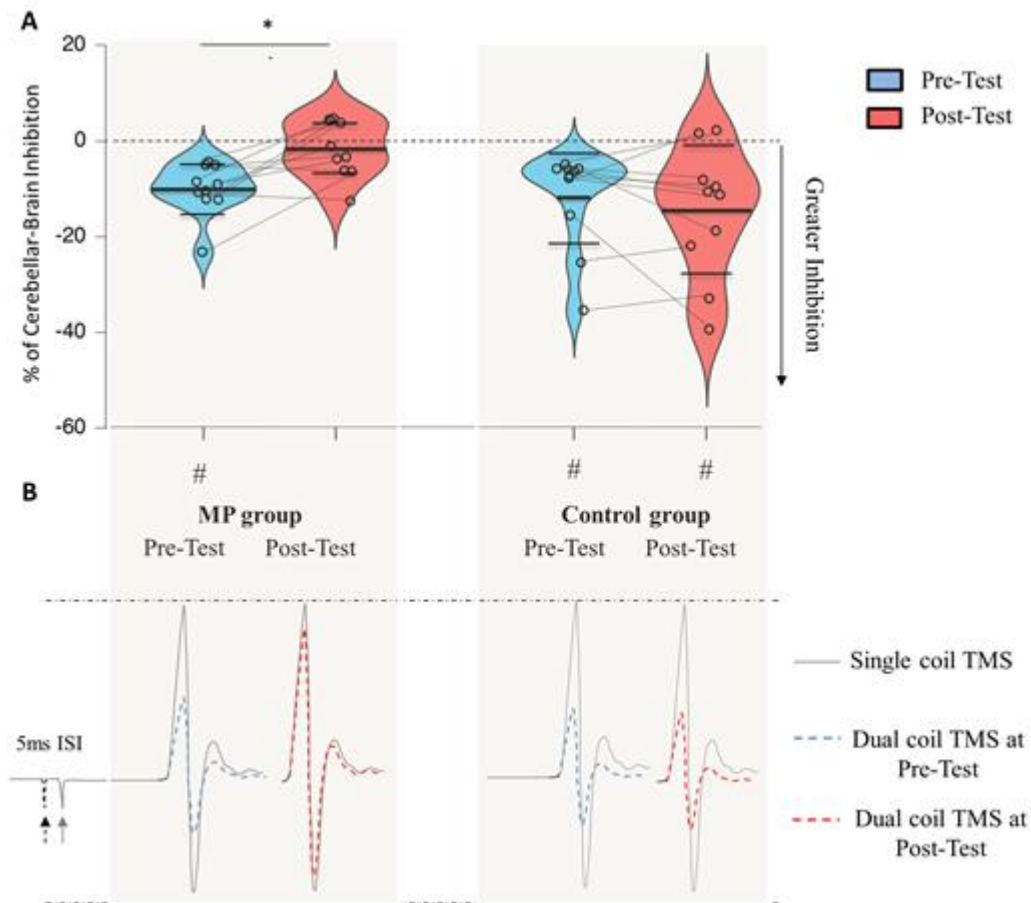 A
*
20
0
-20
-40
-60
% of Cerebellar-Brain Inhibition
Pre-Test
Post-Test
Greater Inhibition
# # #
B
MP group Control group
Pre-Test Post-Test Pre-Test Post-Test
5ms ISI
Single coil TMS
Dual coil TMS at
Pre-Test
Dual coil TMS at
Post-Test